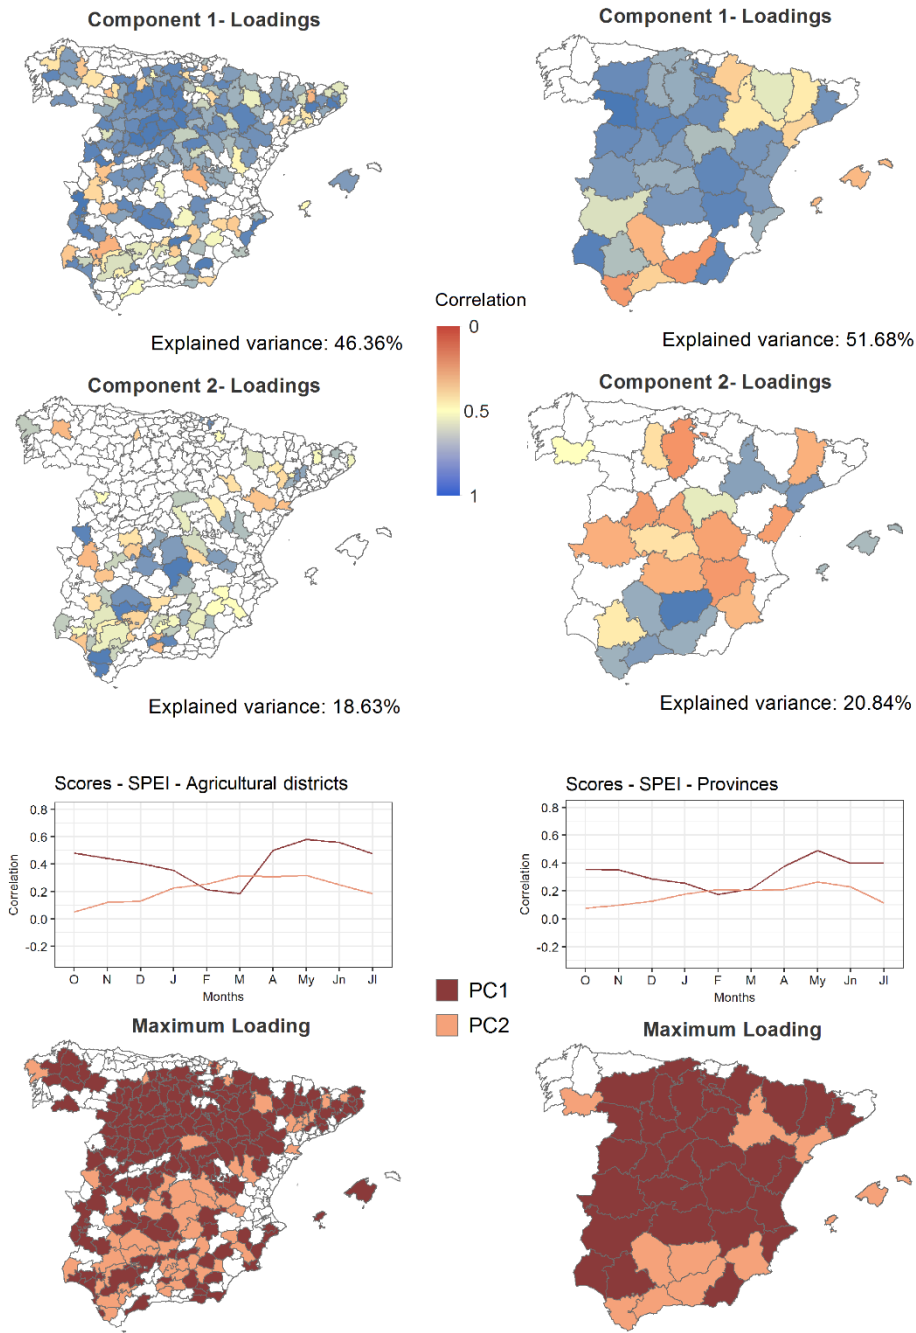 Component 1- Loadings
Component 1- Loadings
Correlation
0
0.5
1
Explained variance: 46.36%
Explained variance: 51.68%
Component 2- Loadings
Component 2- Loadings
Explained variance: 18.63%
Explained variance: 20.84%
Scores - SPEI - Agricultural districts
0.8
0.6
0.4
0.2
0.0
-0.2
Correlation
O N D J F M A My Jn Jl
Months
Scores - SPEI - Provinces
0.8
0.6
0.4
0.2
0.0
-0.2
Correlation
O N D J F M A My Jn Jl
Months
PC1
PC2
Maximum Loading
Maximum Loading